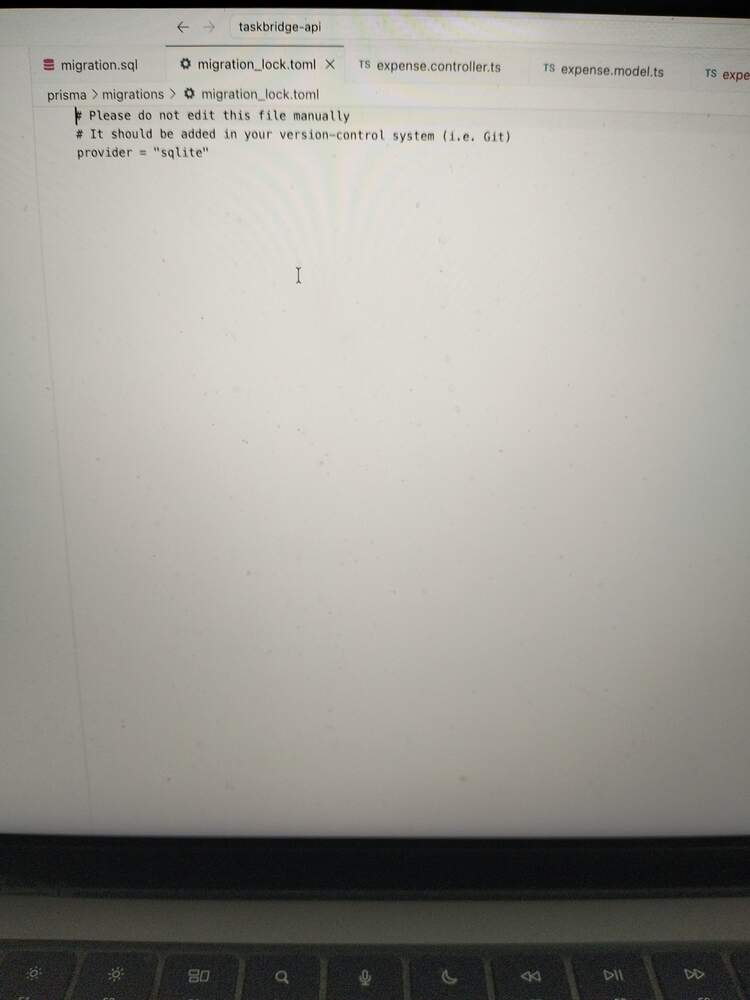 taskbridge-api
migration.sql
migration_lock.toml
TS expense.controller.ts
TS expense.model.ts
TS expe
prisma > migrations > migration_lock.toml
# Please do not edit this file manually
# It should be added in your version-control system (i.e. Git)
provider = "sqlite"